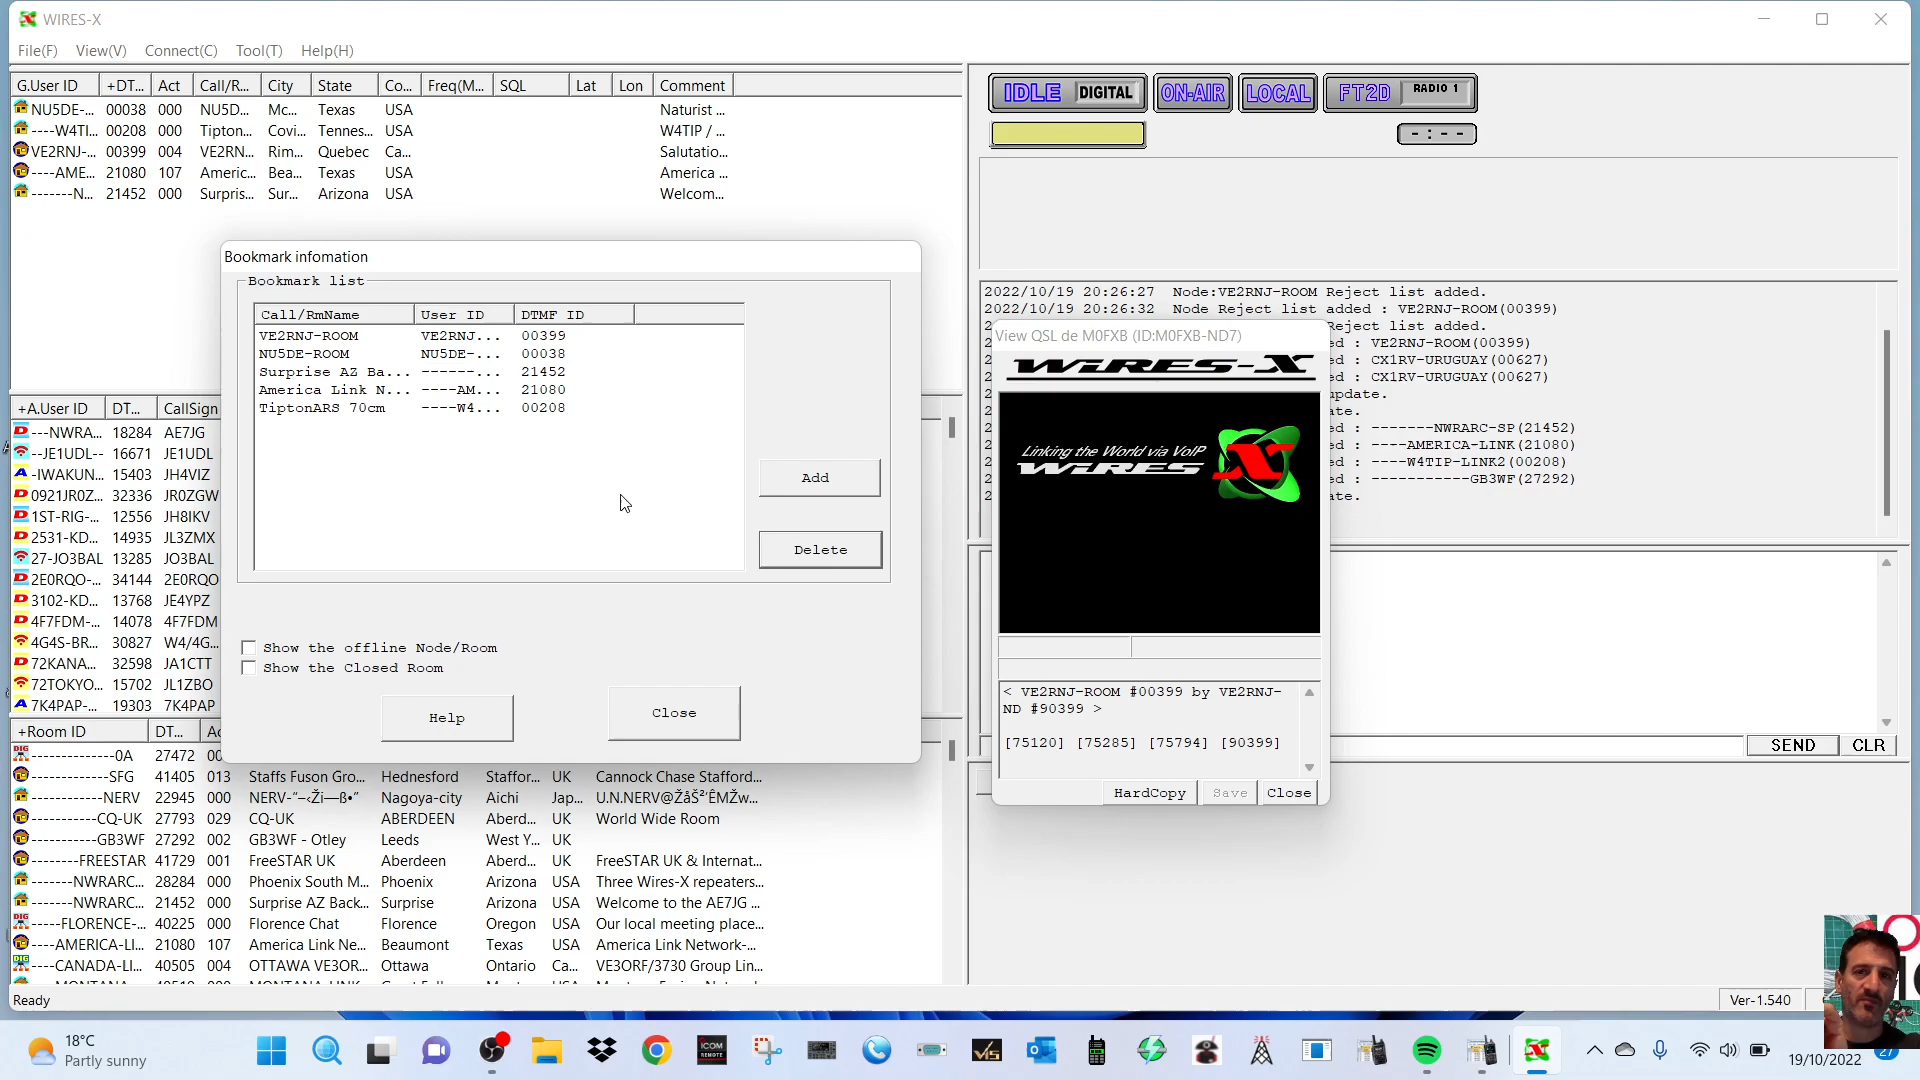 WIRES-X
File(F) View(V) Connect(C) Tool(T) Help(H)
G.User ID +DT... Act Call/R... City State Co... Freq(M... SQL Lat Lon Comment
NU5DE-... 00038 000 NU5D... Mc... Texas USA Naturist ...
----W4TI... 00208 000 Tipton... Covi... Tennes... USA W4TIP / ...
VE2RNJ-... 00399 004 VE2RN... Rim... Quebec Ca... Salutatio...
----AME... 21080 107 Americ... Bea... Texas USA America ...
-------N... 21452 000 Surpris... Sur... Arizona USA Welcom...
IDLE DIGITAL ON-AIR LOCAL FT2D RADIO 1
- : - -
Bookmark infomation
Bookmark list
Call/RmName User ID DTMF ID
VE2RNJ-ROOM VE2RNJ... 00399
NU5DE-ROOM NU5DE-... 00038
Surprise AZ Ba... ------... 21452
America Link N... ----AM... 21080
TiptonARS 70cm ----W4... 00208
Add
Delete
Show the offline Node/Room
Show the Closed Room
Help
Close
2022/10/19 20:26:27 Node:VE2RNJ-ROOM Reject list added.
2022/10/19 20:26:32 Node Reject list added : VE2RNJ-ROOM(00399)
Reject list added.
ed : VE2RNJ-ROOM(00399)
ed : CX1RV-URUGUAY(00627)
ed : CX1RV-URUGUAY(00627)
update.
ate.
ed : -------NWRARC-SP(21452)
ed : ----AMERICA-LINK(21080)
ed : ----W4TIP-LINK2(00208)
ed : -----------GB3WF(27292)
ate.
View QSL de M0FXB (ID:M0FXB-ND7)
WiRES-X
Linking the World via VoIP
WiRES X
< VE2RNJ-ROOM #00399 by VE2RNJ-
ND #90399 >
[75120] [75285] [75794] [90399]
HardCopy Save Close
SEND CLR
+A.User ID DT... CallSign
---NWRA... 18284 AE7JG
--JE1UDL-- 16671 JE1UDL
-IWAKUN... 15403 JH4VIZ
0921JR0Z... 32336 JR0ZGW
1ST-RIG-... 12556 JH8IKV
2531-KD... 14935 JL3ZMX
27-JO3BAL 13285 JO3BAL
2E0RQO-... 34144 2E0RQO
3102-KD... 13768 JE4YPZ
4F7FDM-... 14078 4F7FDM
4G4S-BR... 30827 W4/4G...
72KANA... 32598 JA1CTT
72TOKYO... 15702 JL1ZBO
7K4PAP-... 19303 7K4PAP
+Room ID DT... Ac
-------------0A 27472 00
------------SFG 41405 013 Staffs Fuson Gro... Hednesford Staffor... UK Cannock Chase Stafford...
-----------NERV 22945 000 Nagoya-city Aichi Jap...
----------CQ-UK 27793 029 CQ-UK ABERDEEN Aberd... UK World Wide Room
----------GB3WF 27292 002 GB3WF - Otley Leeds West Y... UK
--------FREESTAR 41729 001 FreeSTAR UK Aberdeen Aberd... UK FreeSTAR UK & Internat...
-------NWRARC... 28284 000 Phoenix South M... Phoenix Arizona USA Three Wires-X repeaters...
-------NWRARC... 21452 000 Surprise AZ Back... Surprise Arizona USA Welcome to the AE7JG ...
-----FLORENCE-... 40225 000 Florence Chat Florence Oregon USA Our local meeting place...
----AMERICA-LI... 21080 107 America Link Ne... Beaumont Texas USA America Link Network-...
----CANADA-LI... 40505 004 OTTAWA VE3OR... Ottawa Ontario Ca... VE3ORF/3730 Group Lin...
Ready
Ver-1.540
18°C
Partly sunny
ICOM
REMOTE
19/10/2022
27